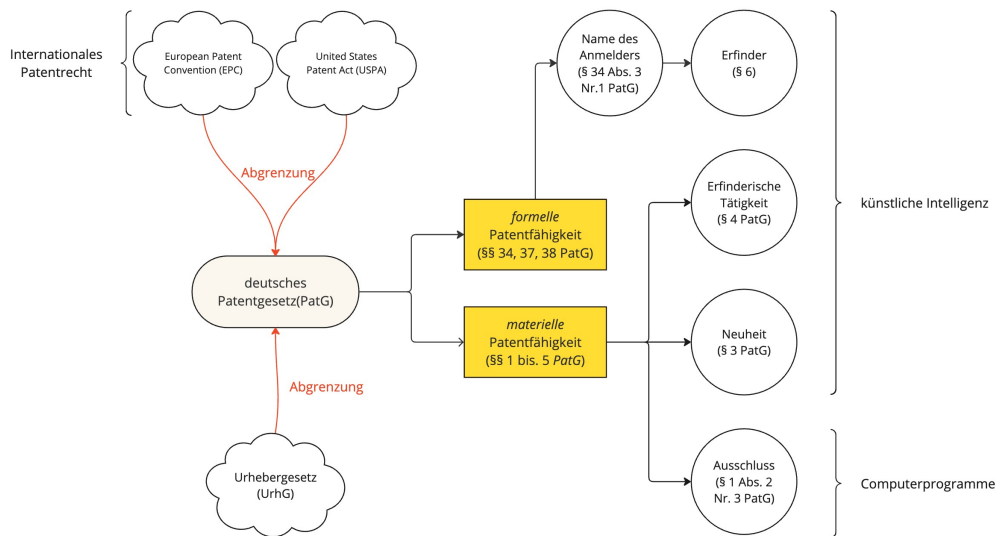 Internationales
Patentrecht
European Patent
Convention (EPC)
United States
Patent Act (USPA)
Abgrenzung
deutsches
Patentgesetz(PatG)
Abgrenzung
Urhebergesetz
(UrhG)
formelle
Patentfähigkeit
(§§ 34, 37, 38 PatG)
materielle
Patentfähigkeit
(§§ 1 bis. 5 PatG)
Name des
Anmelders
(§ 34 Abs. 3
Nr.1 PatG)
Erfinder
(§ 6)
Erfinderische
Tätigkeit
(§ 4 PatG)
Neuheit
(§ 3 PatG)
Ausschluss
(§ 1 Abs. 2
Nr. 3 PatG)
künstliche Intelligenz
Computerprogramme